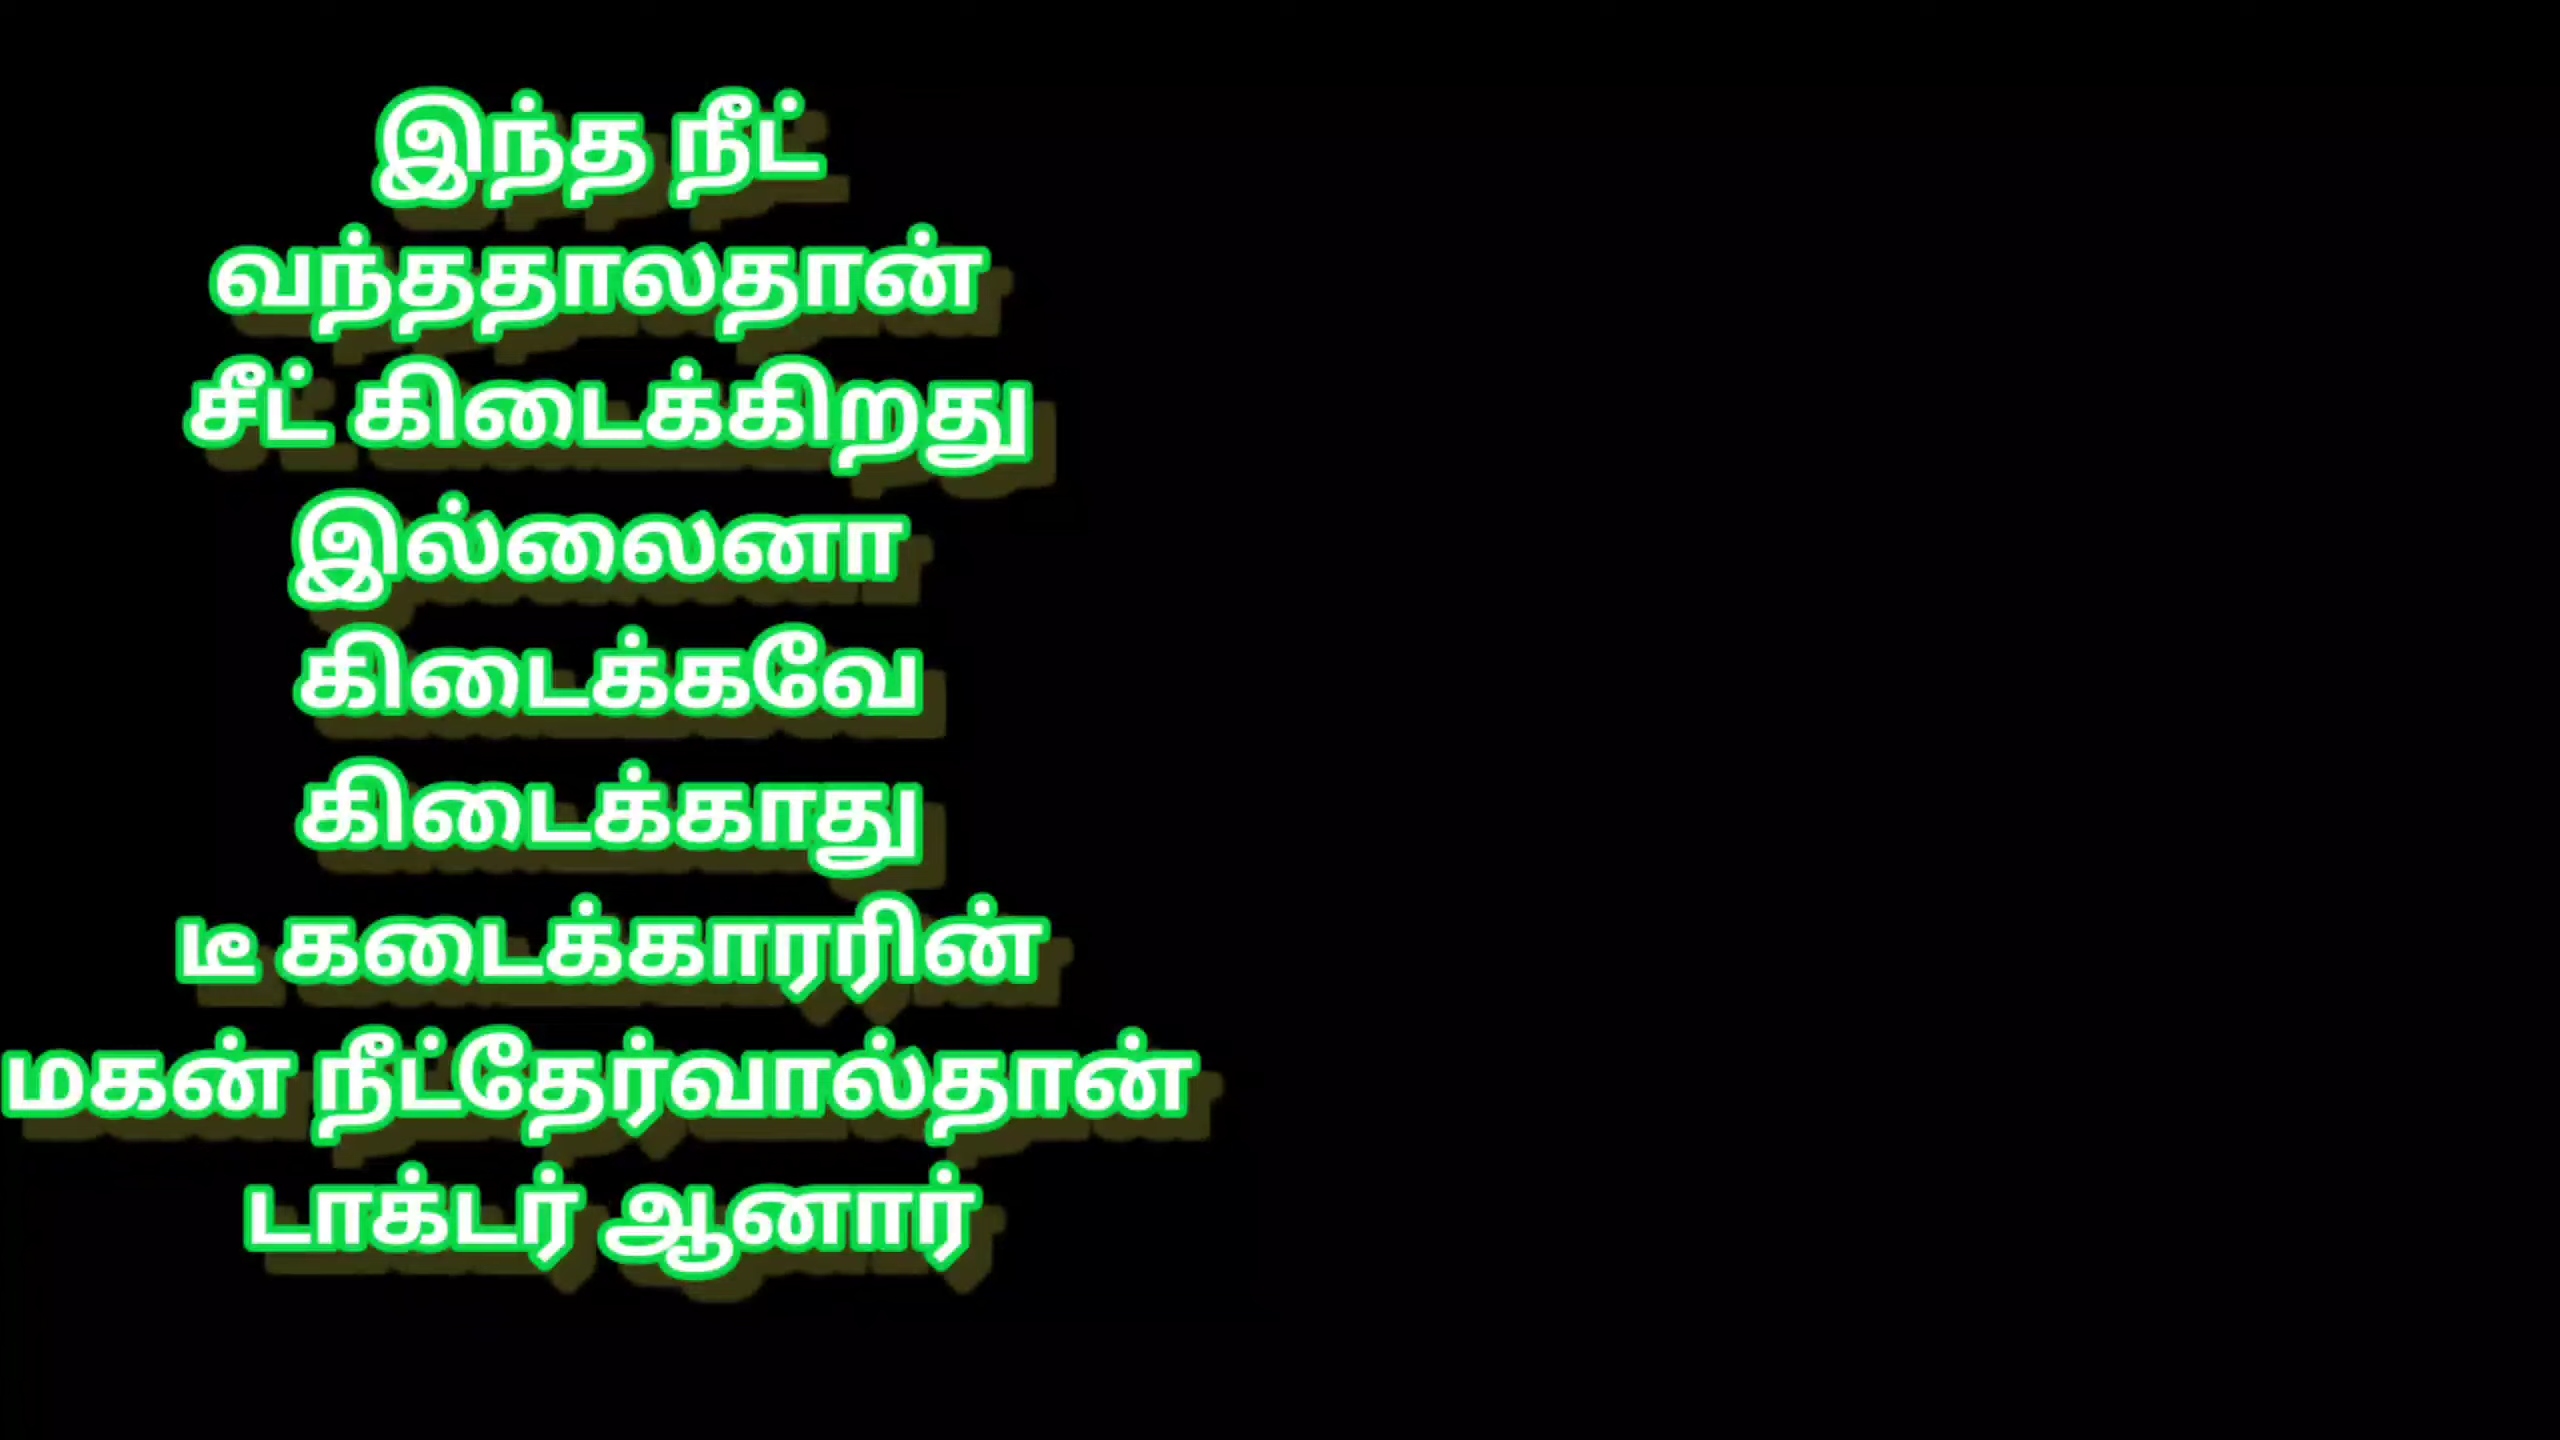 இந்த நீட்
வந்ததாலதான்
சீட் கிடைக்கிறது
இல்லைனா
கிடைக்கவே
கிடைக்காது
டீ கடைக்காரரின்
மகன் நீட்தேர்வால்தான்
டாக்டர் ஆனார்